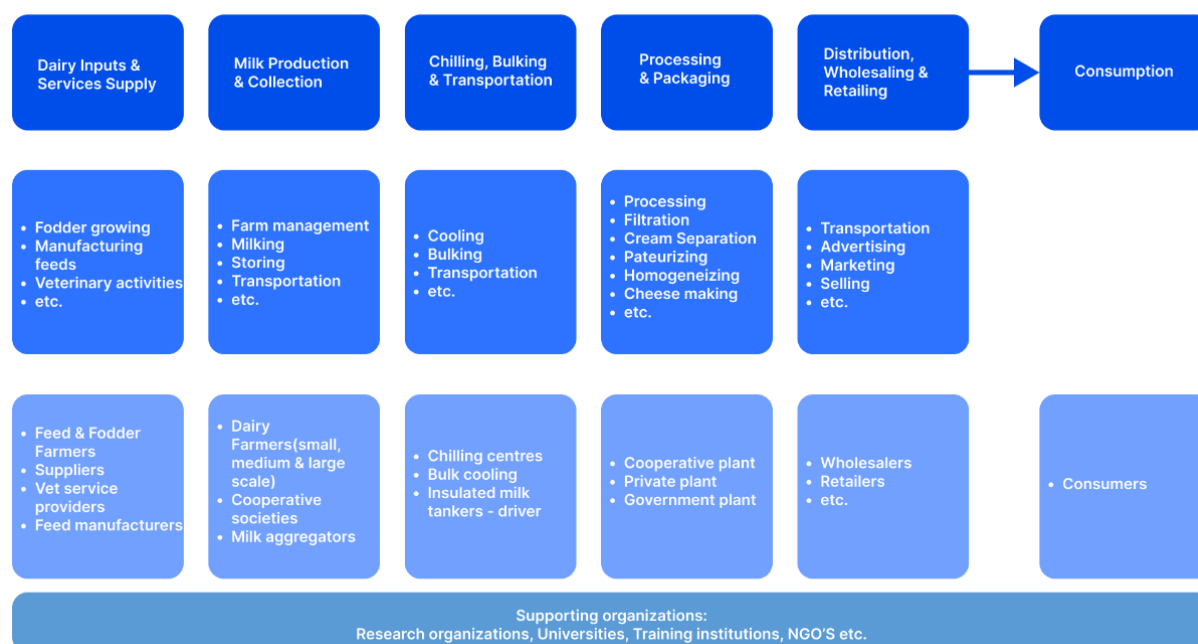 Dairy Inputs &
Services Supply
Milk Production
& Collection
Chilling, Bulking
& Transportation
Processing
& Packaging
Distribution,
Wholesaling &
Retailing
Consumption
• Fodder growing
• Manufacturing
feeds
• Veterinary activities
• etc.
• Farm management
• Milking
• Storing
• Transportation
• etc.
• Cooling
• Bulking
• Transportation
• etc.
• Processing
• Filtration
• Cream Separation
• Pateurizing
• Homogeneizing
• Cheese making
• etc.
• Transportation
• Advertising
• Marketing
• Selling
• etc.
• Feed & Fodder
Farmers
• Suppliers
• Vet service
providers
• Feed manufacturers
• Dairy
Farmers(small,
medium & large
scale)
• Cooperative
societies
• Milk aggregators
• Chilling centres
• Bulk cooling
• Insulated milk
tankers - driver
• Cooperative plant
• Private plant
• Government plant
• Wholesalers
• Retailers
• etc.
• Consumers
Supporting organizations:
Research organizations, Universities, Training institutions, NGO'S etc.